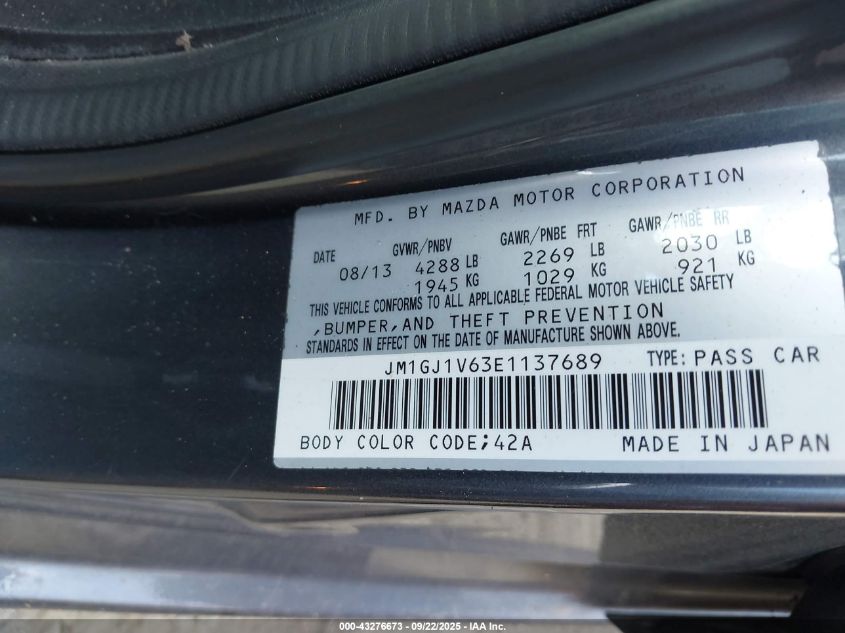 MFD. BY MAZDA MOTOR CORPORATION
DATE GVWR/PNBV GAWR/PNBE FRT GAWR/PNBE RR
08/13 4288 LB 2269 LB 2030 LB
1945 KG 1029 KG 921 KG
THIS VEHICLE CONFORMS TO ALL APPLICABLE FEDERAL MOTOR VEHICLE SAFETY
,BUMPER,AND THEFT PREVENTION
STANDARDS IN EFFECT ON THE DATE OF MANUFACTURE SHOWN ABOVE.
JM1GJ1V63E1137689 TYPE: PASS CAR
BODY COLOR CODE;42A MADE IN JAPAN
000-43276673 - 09/22/2025 - IAA Inc.